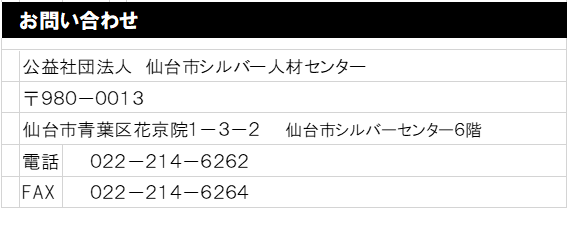 お問い合わせ
公益社団法人　仙台市シルバー人材センター
〒980－0013
仙台市青葉区花京院1－3－2　仙台市シルバーセンター6階
電話　022－214－6262
FAX　022－214－6264